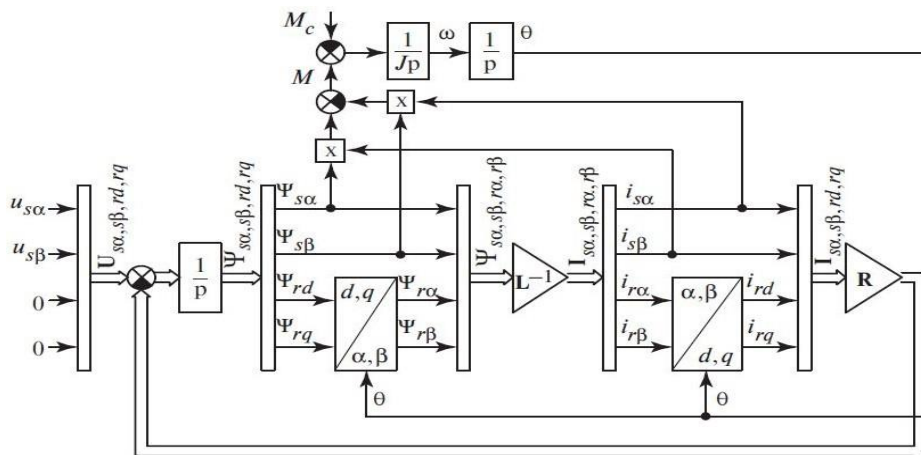 M_c
1/Jp
ω
1/p
θ
M
x
x
u_sα
u_sβ
0
0
U_sα,sβ,rd,rq
1/p
Ψ_sα,sβ,rd,rq
Ψ_sα
Ψ_sβ
Ψ_rd
Ψ_rq
d,q
α,β
θ
Ψ_rα
Ψ_rβ
Ψ_sα,sβ,rα,rβ
L⁻¹
I_sα,sβ,rα,rβ
i_sα
i_sβ
i_rα
i_rβ
α,β
d,q
θ
i_rd
i_rq
I_sα,sβ,rd,rq
R